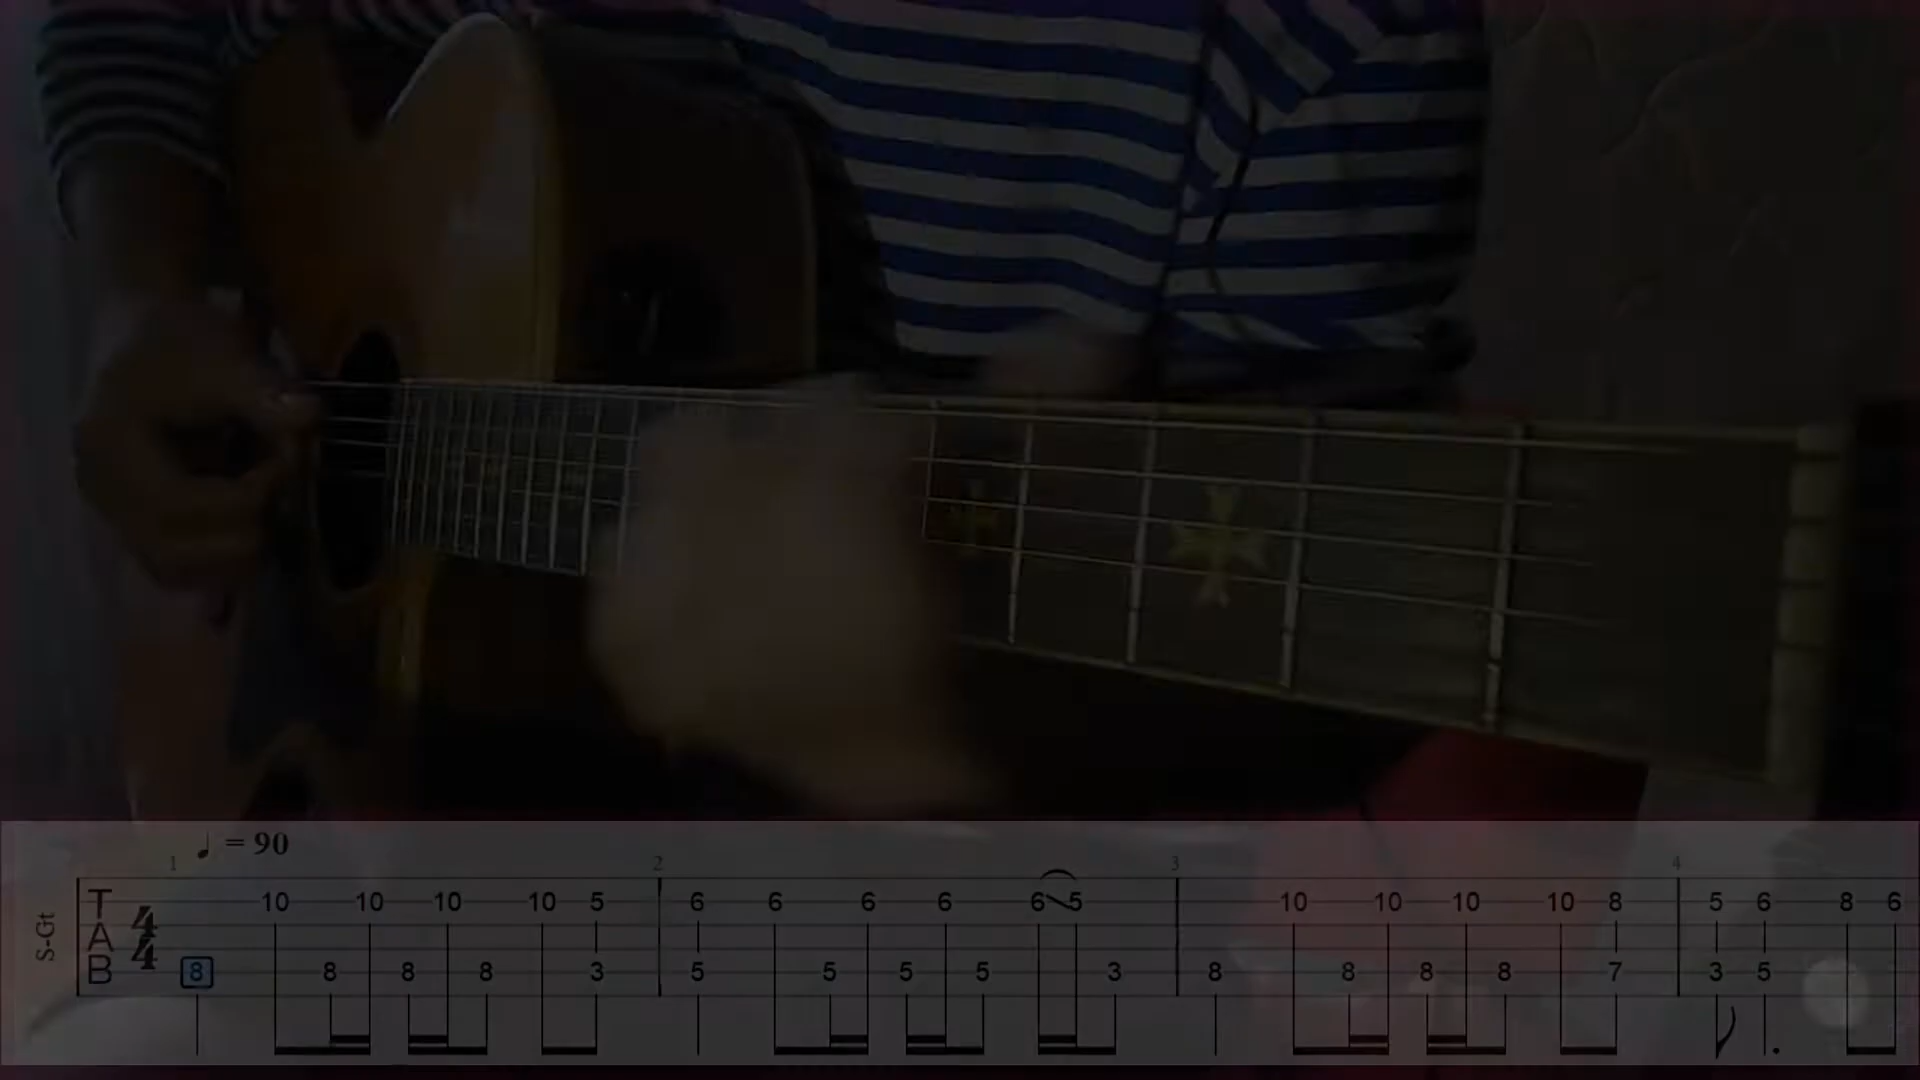 ♩ = 90
1 2 3 4
S-Gt
T 10 10 10 10 5 6 6 6 6 6 5 10 10 10 10 8 5 6 8 6
A 4 4
B 8 8 8 8 3 5 5 5 5 3 8 8 8 8 7 3 5